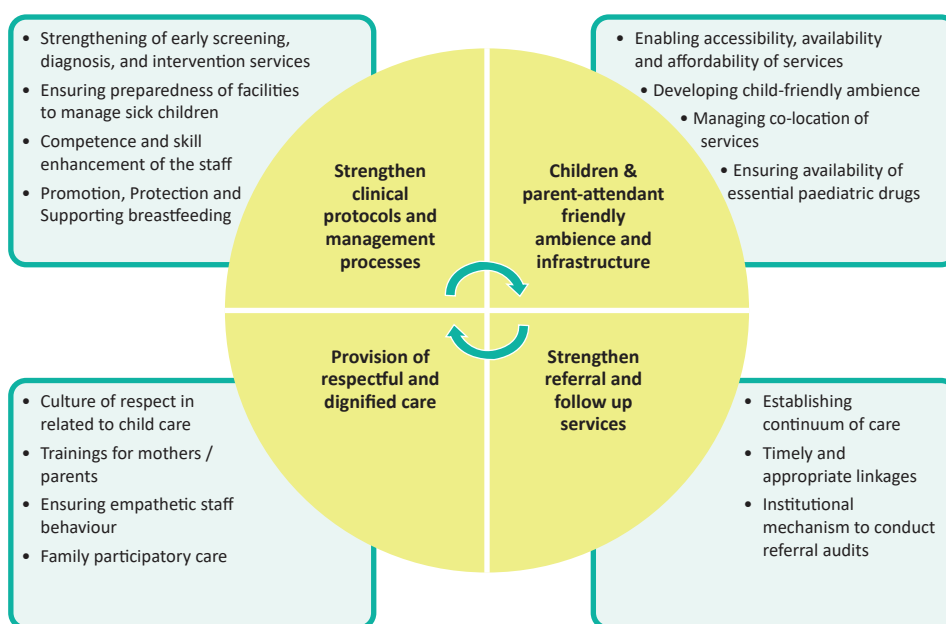 • Strengthening of early screening,
diagnosis, and intervention services
• Ensuring preparedness of facilities
to manage sick children
• Competence and skill
enhancement of the staff
• Promotion, Protection and
Supporting breastfeeding
Strengthen
clinical
protocols and
management
processes
Children &
parent-attendant
friendly
ambience and
infrastructure
• Enabling accessibility, availability
and affordability of services
• Developing child-friendly ambience
• Managing co-location of
services
• Ensuring availability of
essential paediatric drugs
• Culture of respect in
related to child care
• Trainings for mothers /
parents
• Ensuring empathetic staff
behaviour
• Family participatory care
Provision of
respectful and
dignified care
Strengthen
referral and
follow up
services
• Establishing
continuum of care
• Timely and
appropriate linkages
• Institutional
mechanism to conduct
referral audits